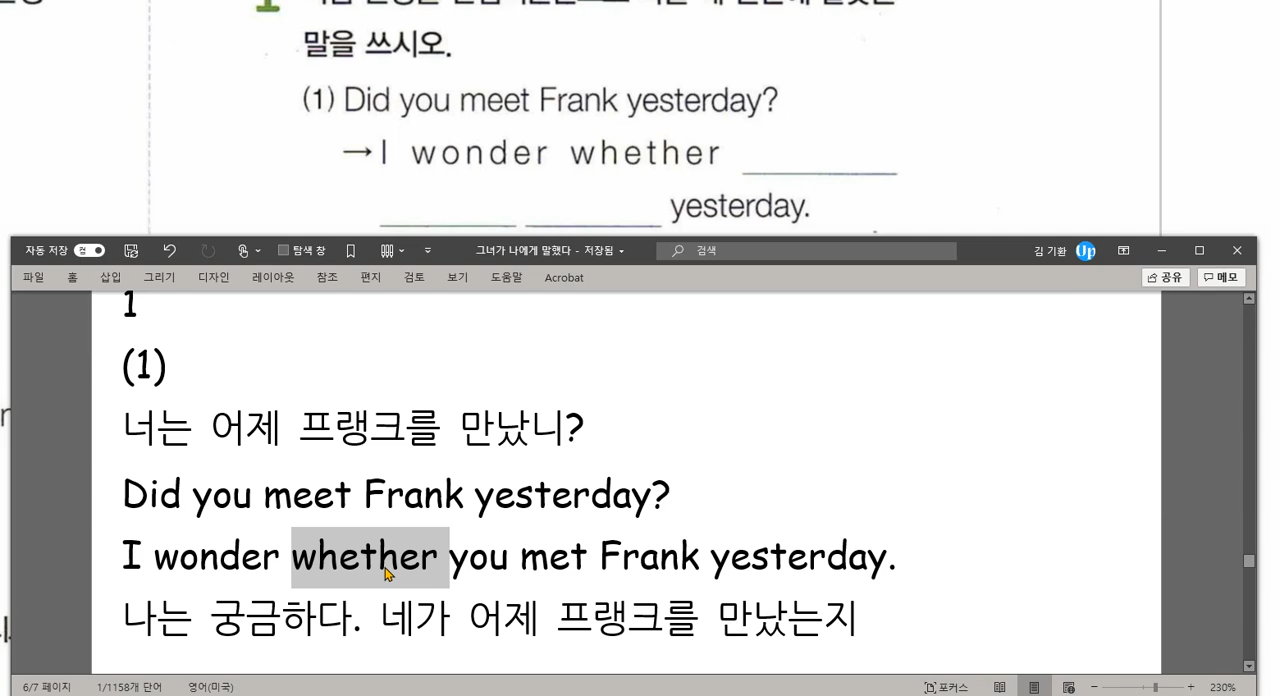 말을 쓰시오.
(1) Did you meet Frank yesterday?
→ I wonder whether
yesterday.
자동 저장 켬 탐색 창 그녀가 나에게 말했다 - 저장됨 검색 김 기환 Up
파일 홈 삽입 그리기 디자인 레이아웃 참조 편지 검토 보기 도움말 Acrobat 공유 메모
1
(1)
너는 어제 프랭크를 만났니?
Did you meet Frank yesterday?
I wonder whether you met Frank yesterday.
나는 궁금하다. 네가 어제 프랭크를 만났는지
6/7 페이지 1/1158개 단어 영어(미국) 포커스 230%